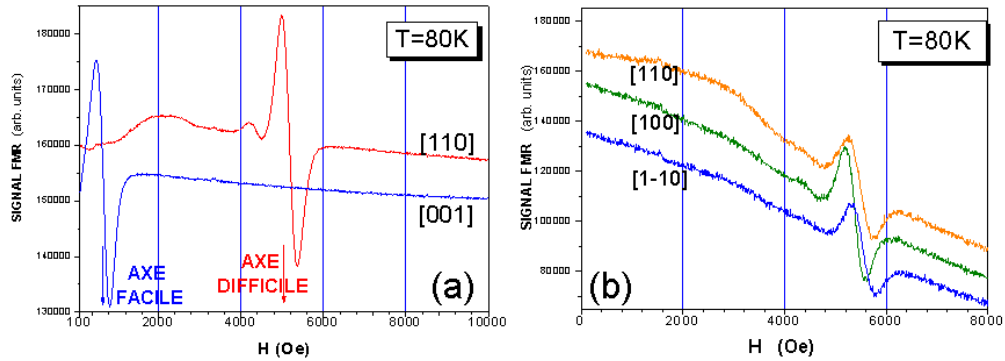 T=80K
[110]
[001]
AXE
FACILE
AXE
DIFFICILE
(a)
SIGNAL FMR (arb. units)
180000
170000
160000
150000
140000
130000
100 2000 4000 6000 8000 10000
H (Oe)
T=80K
[110]
[100]
[1-10]
(b)
SIGNAL FMR (arb. units)
180000
160000
140000
120000
100000
80000
0 2000 4000 6000 8000
H (Oe)